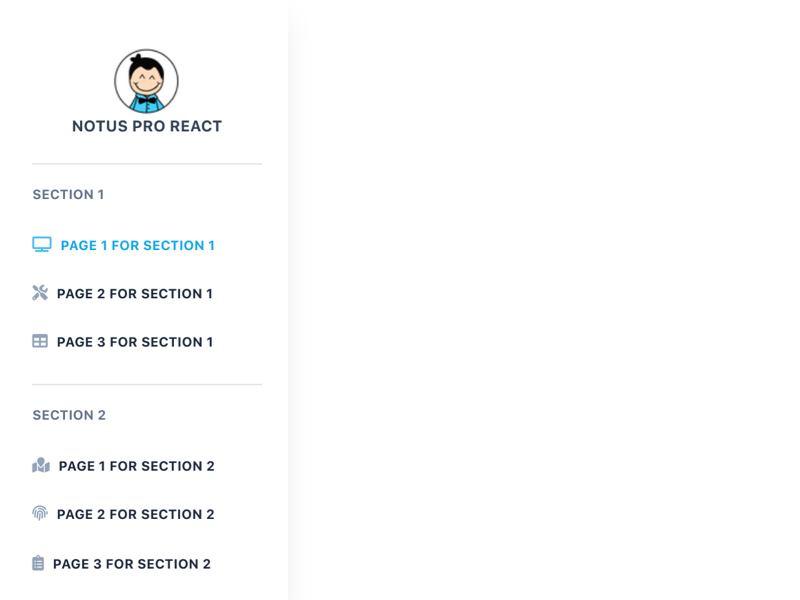 NOTUS PRO REACT
SECTION 1
PAGE 1 FOR SECTION 1
PAGE 2 FOR SECTION 1
PAGE 3 FOR SECTION 1
SECTION 2
PAGE 1 FOR SECTION 2
PAGE 2 FOR SECTION 2
PAGE 3 FOR SECTION 2